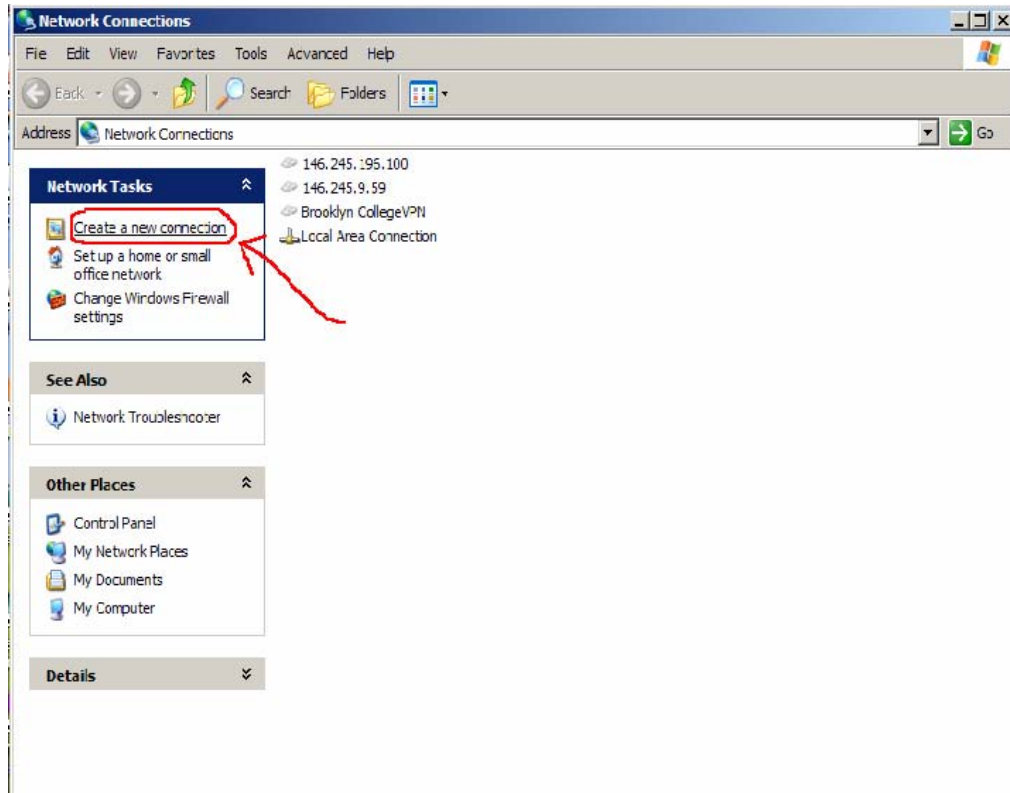 Network Connections
File Edit View Favorites Tools Advanced Help
Back Search Folders
Address Network Connections Go
Network Tasks
Create a new connection
Set up a home or small
office network
Change Windows Firewall
settings
See Also
Network Troubleshooter
Other Places
Control Panel
My Network Places
My Documents
My Computer
Details
146.245.195.100
146.245.9.59
Brooklyn CollegeVPN
Local Area Connection